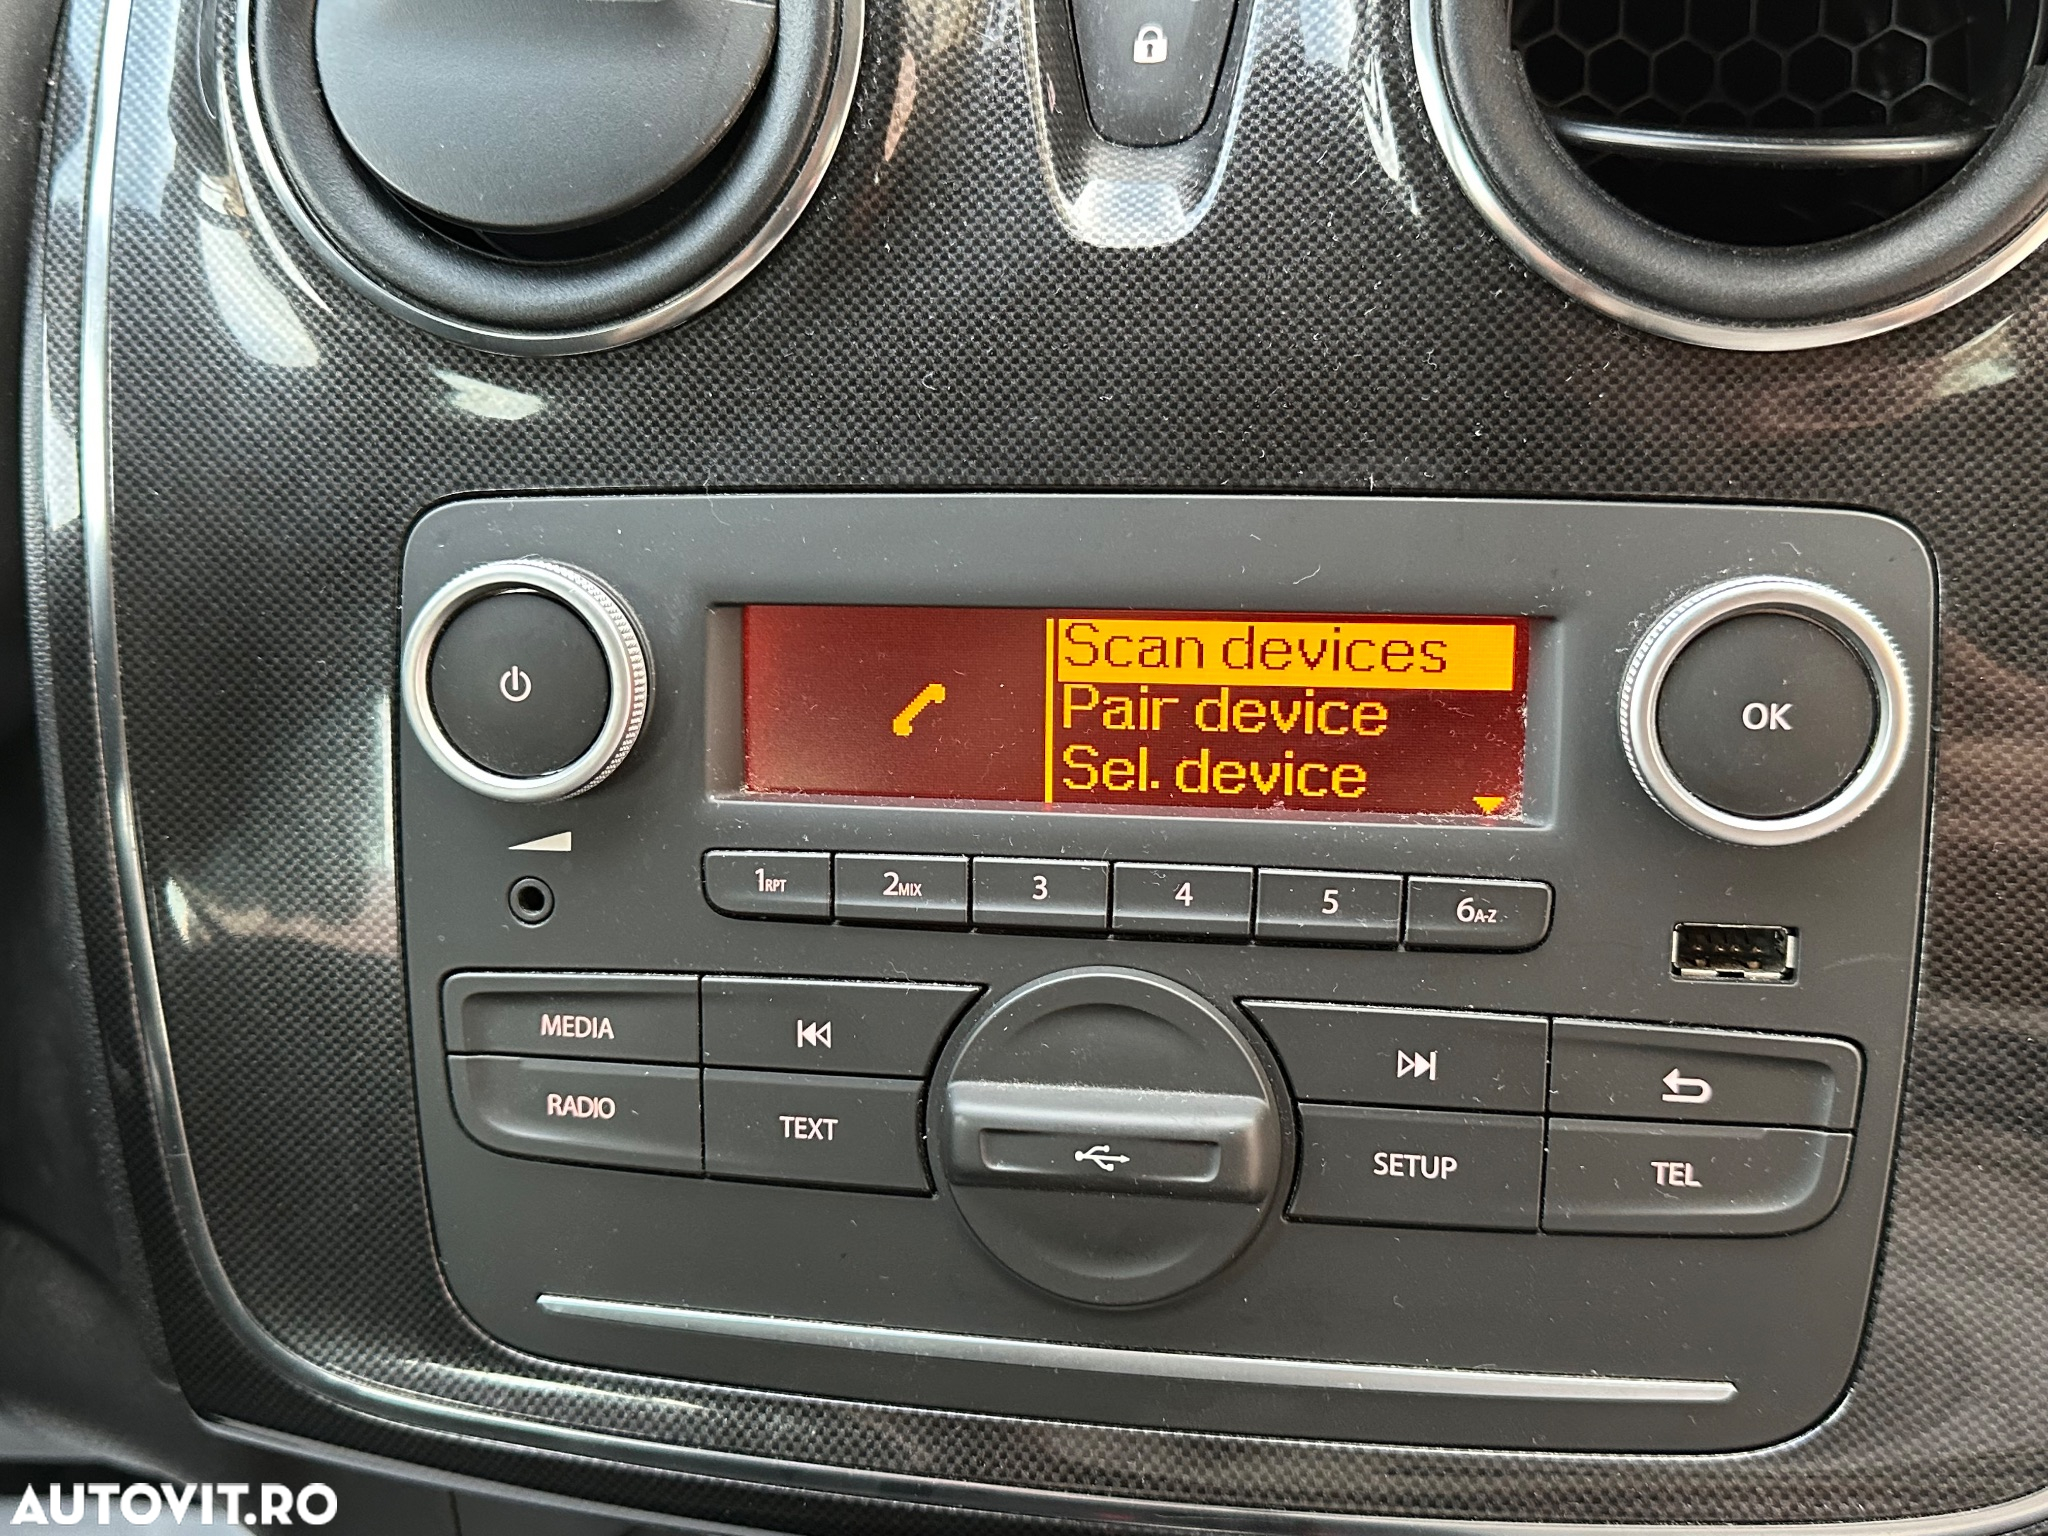 Scan devices
Pair device
Sel. device
OK
1RPT 2MIX 3 4 5 6A-Z
MEDIA
RADIO
TEXT
SETUP
TEL
AUTOVIT.RO